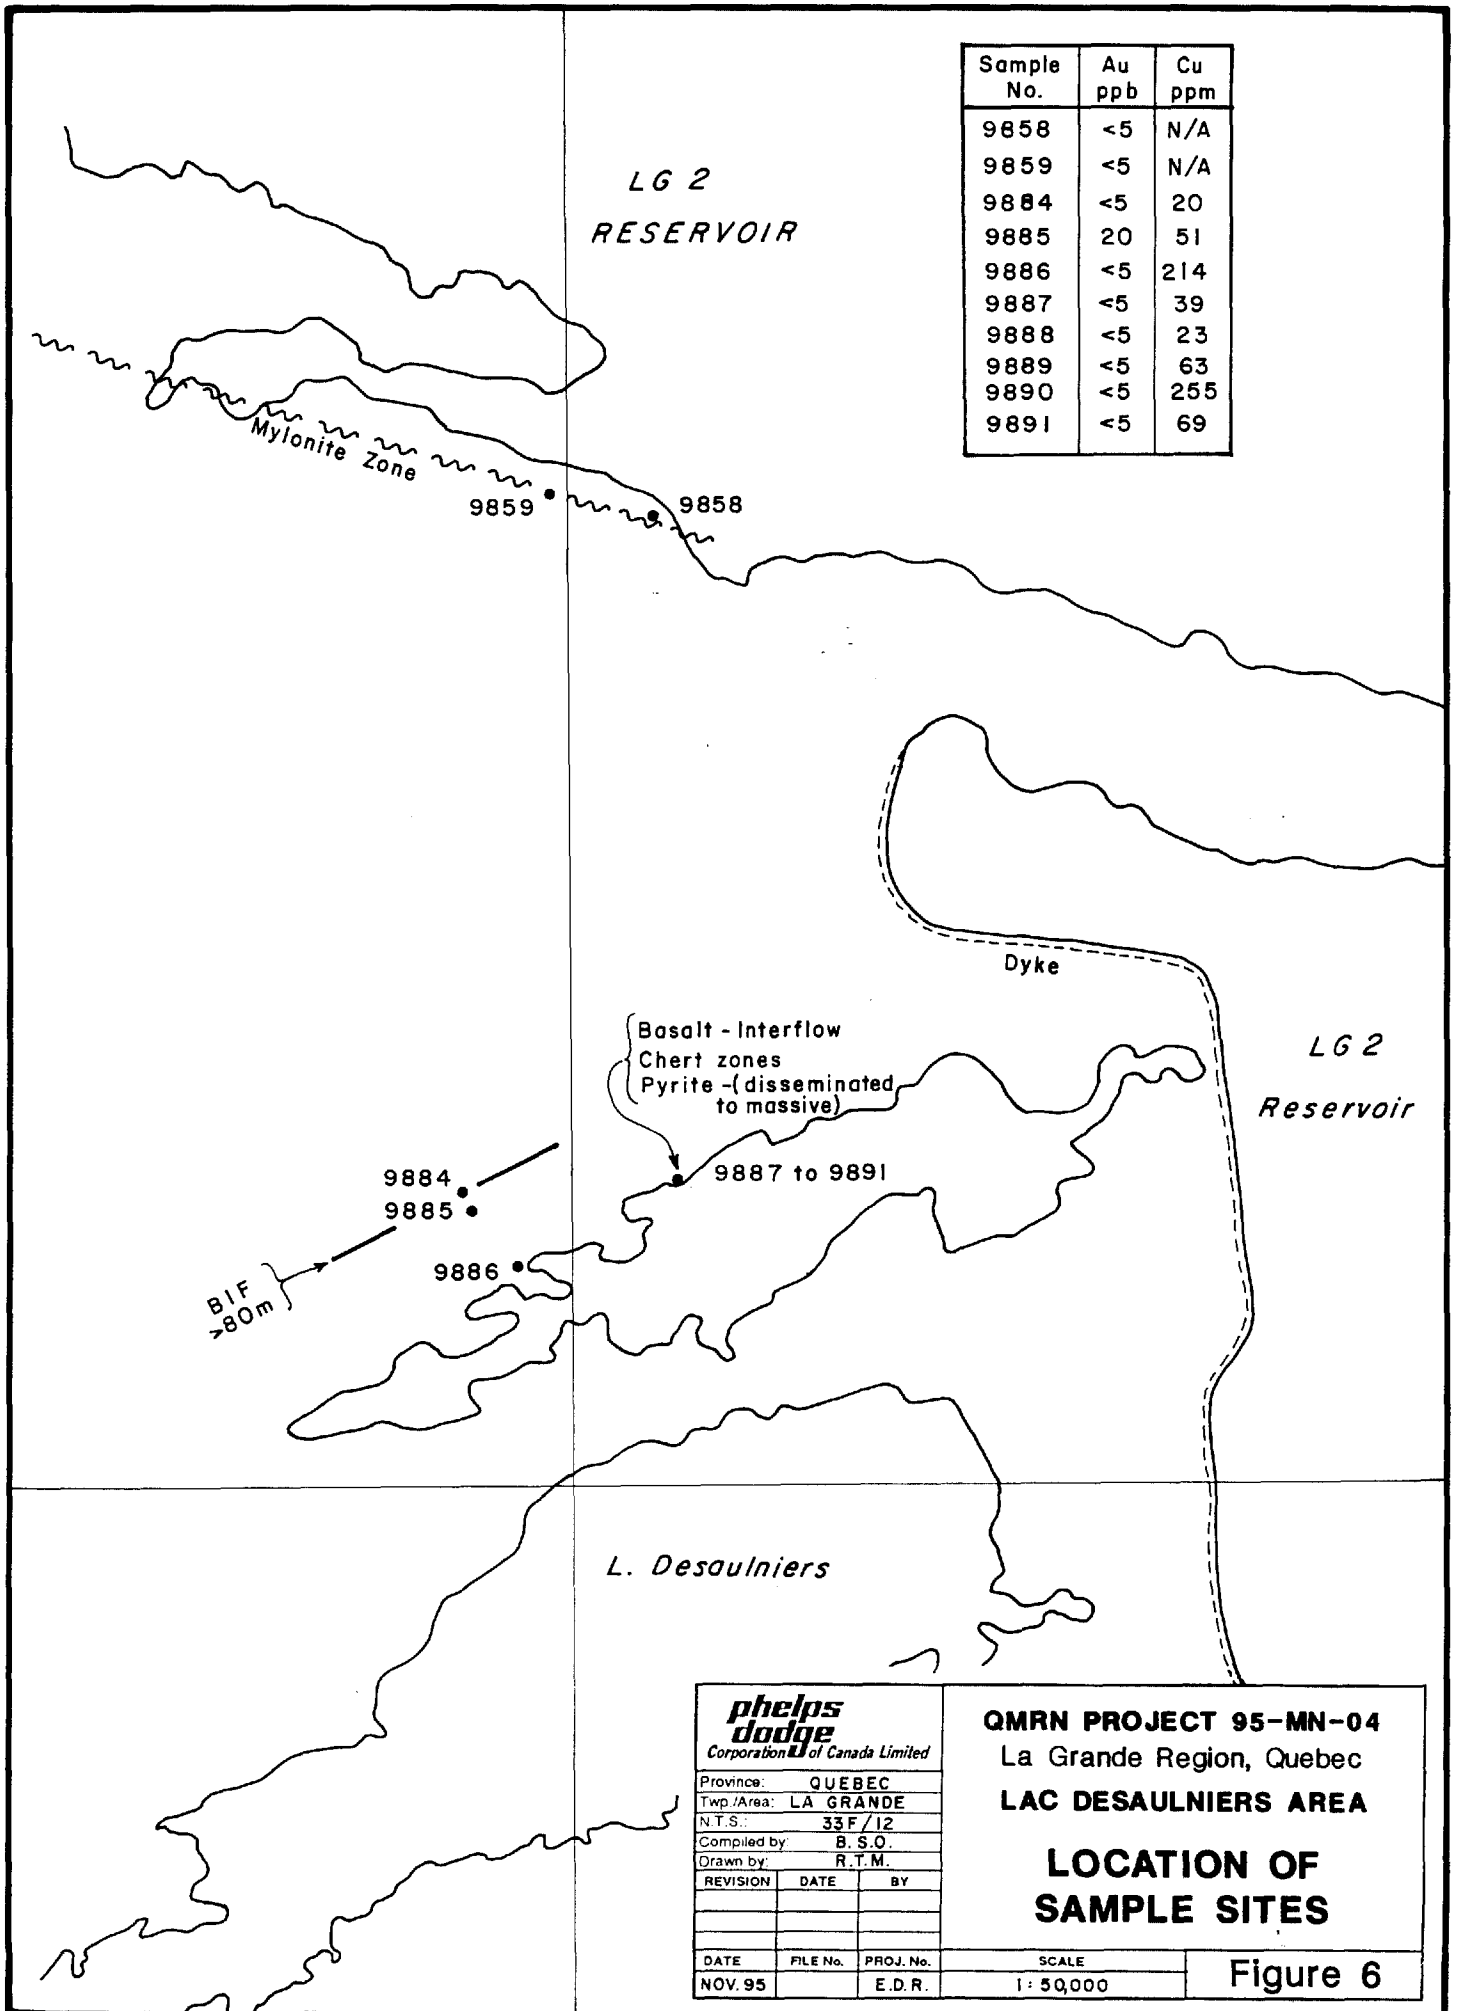 Sample No. Au ppb Cu ppm
9858 <5 N/A
9859 <5 N/A
9884 <5 20
9885 20 51
9886 <5 214
9887 <5 39
9888 <5 23
9889 <5 63
9890 <5 255
9891 <5 69
LG 2
RESERVOIR
Mylonite Zone
9859
9858
Dyke
Basalt - Interflow
Chert zones
Pyrite -(disseminated
to massive)
LG 2
Reservoir
9884
9885
9887 to 9891
9886
BIF
>80m
L. Desaulniers
phelps
dodge
Corporation of Canada Limited
Province: QUEBEC
Twp./Area: LA GRANDE
N.T.S.: 33F/12
Compiled by: B.S.O.
Drawn by: R.T.M.
REVISION DATE BY
DATE FILE No. PROJ. No.
NOV. 95 E.D.R.
QMRN PROJECT 95-MN-04
La Grande Region, Quebec
LAC DESAULNIERS AREA
LOCATION OF
SAMPLE SITES
SCALE
1:50,000
Figure 6